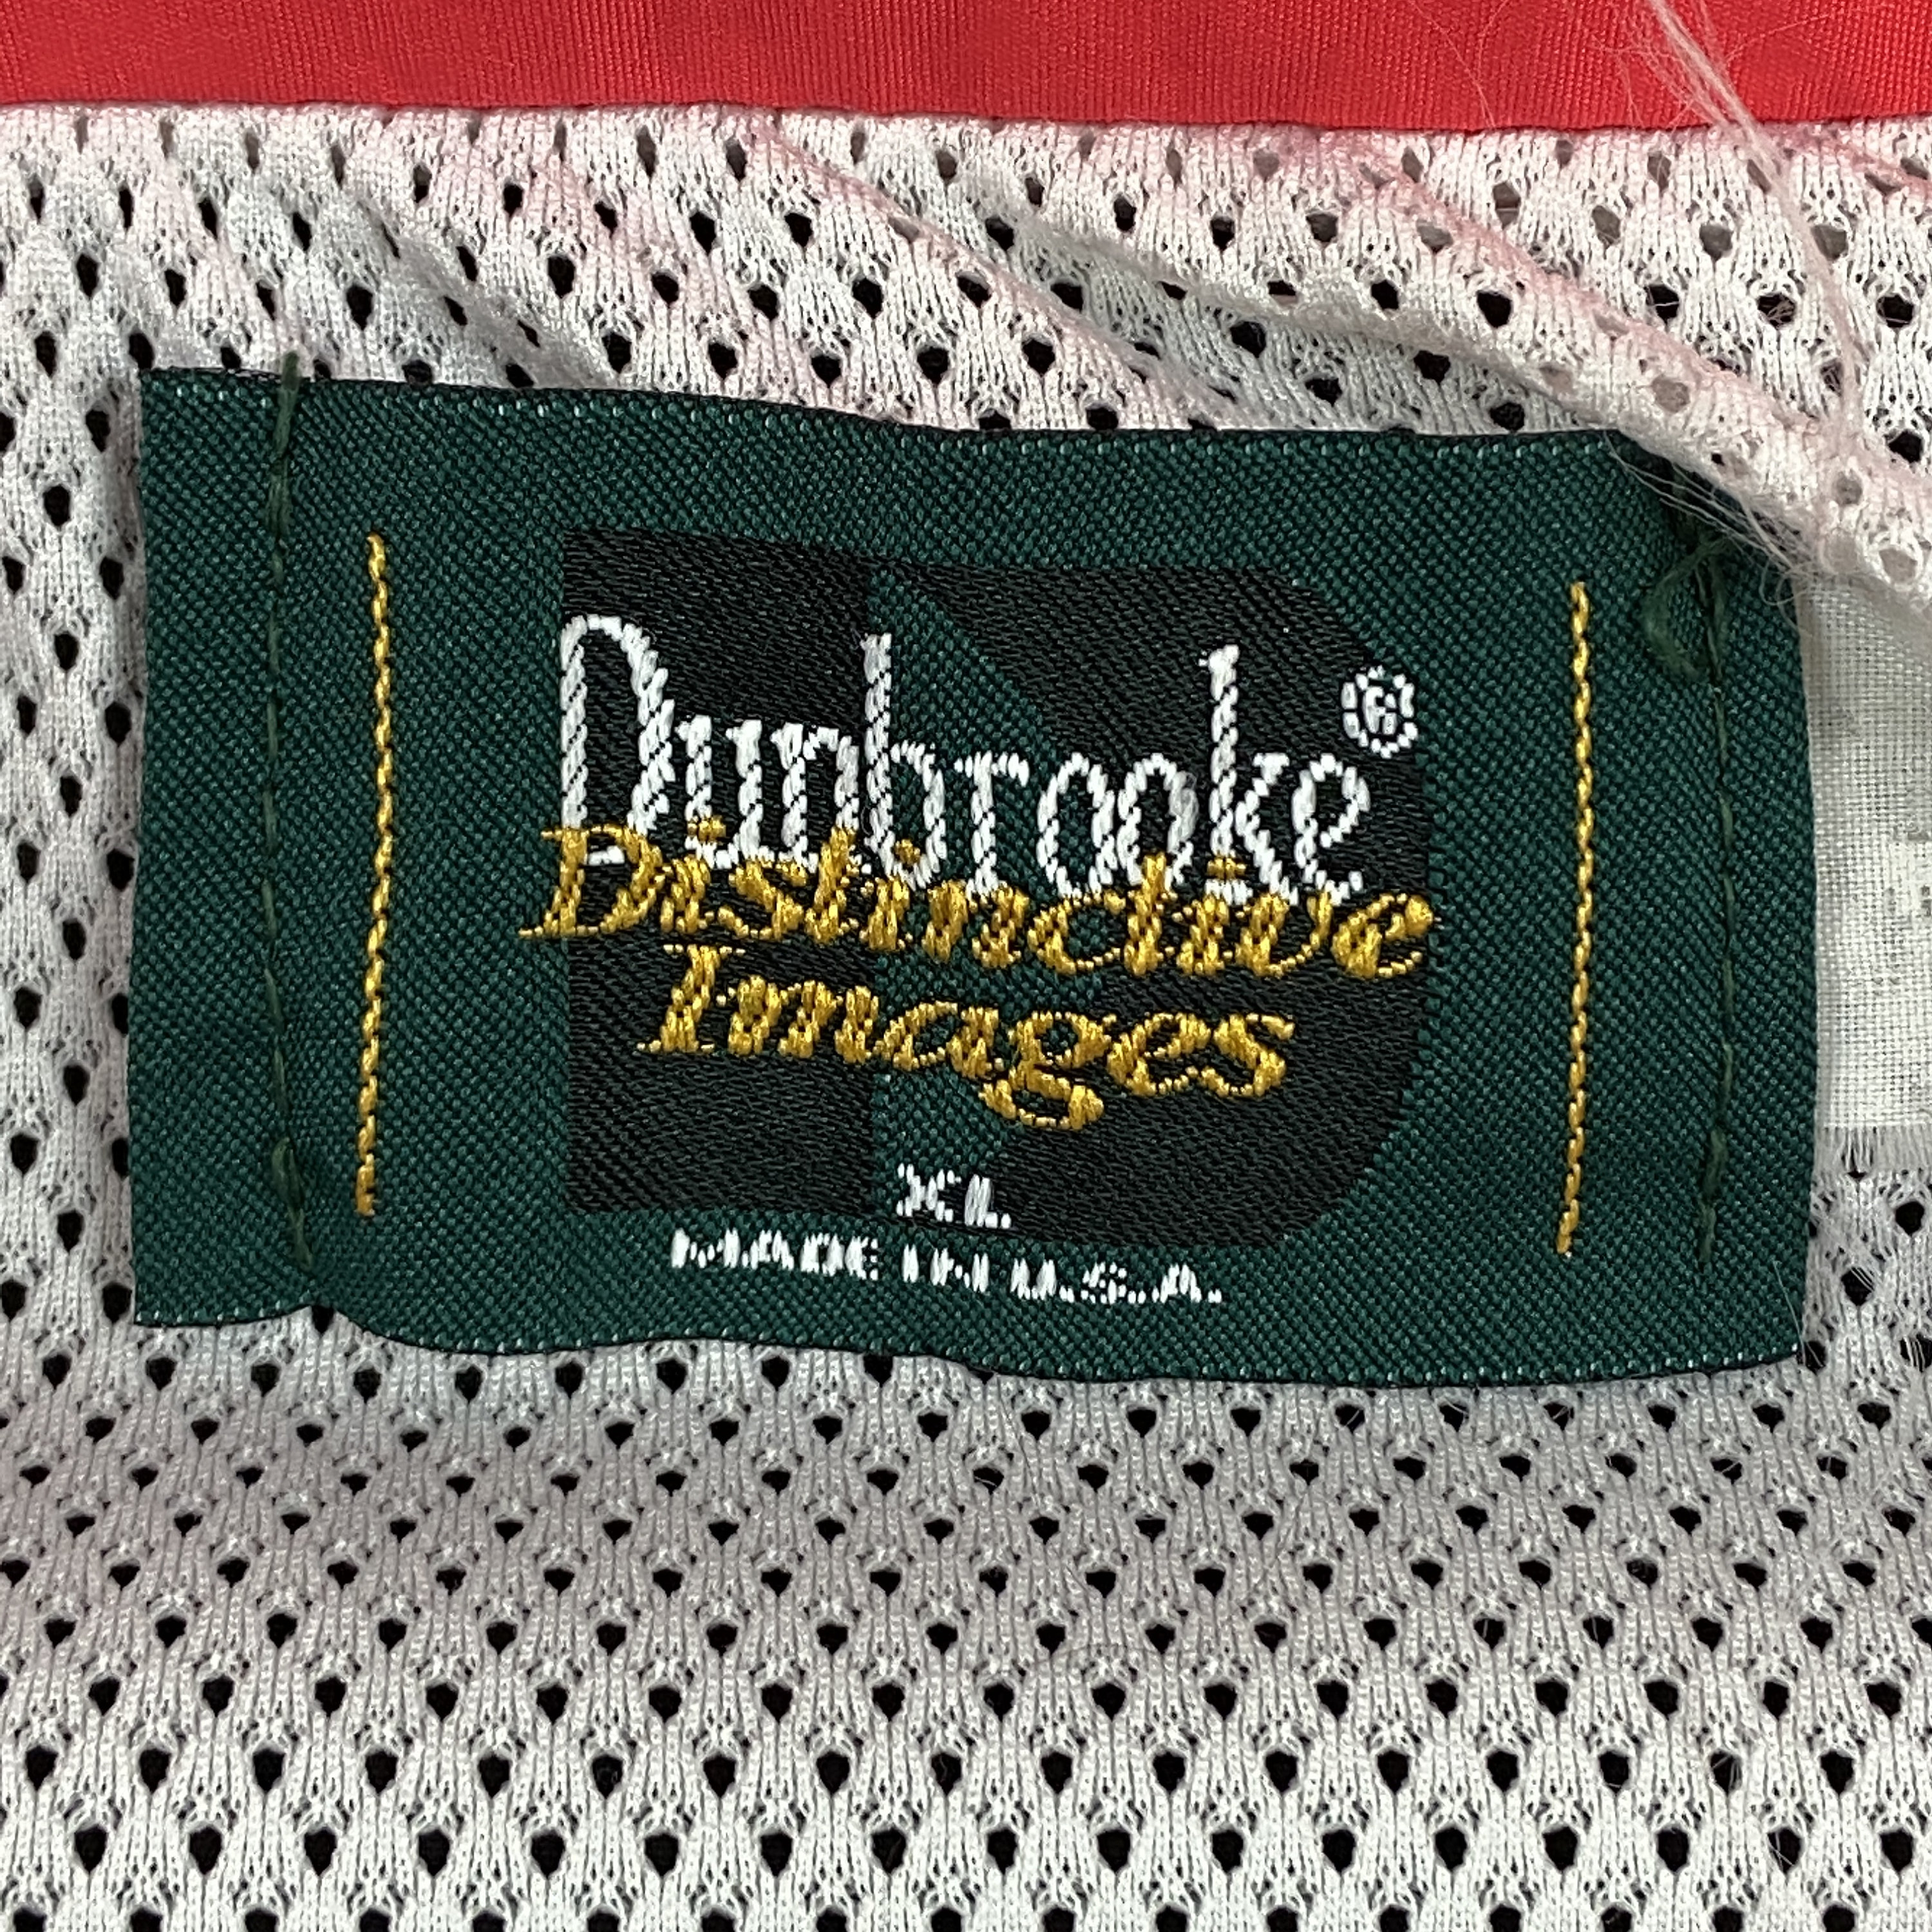 Dunbrooke®
Distinctive
Images
XL
MADE IN U.S.A.